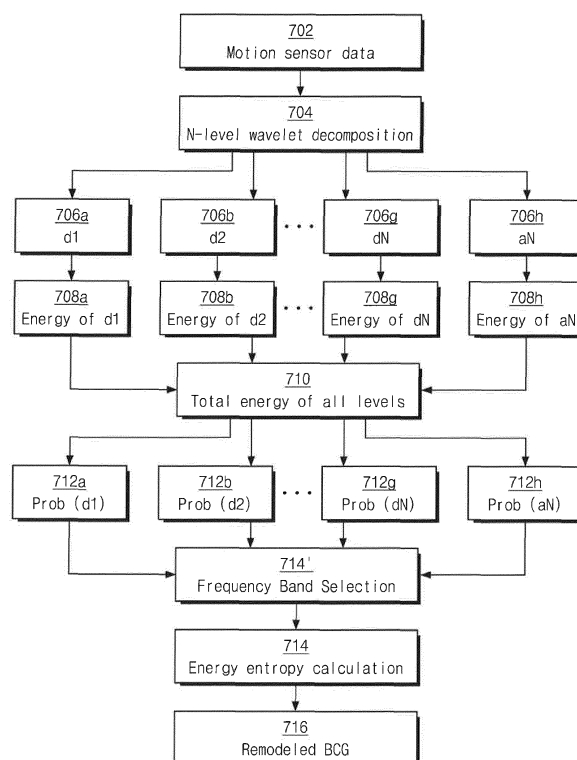 702
Motion sensor data
704
N-level wavelet decomposition
706a 706b 706g 706h
d1 d2 ... dN aN
708a 708b 708g 708h
Energy of d1 Energy of d2 ... Energy of dN Energy of aN
710
Total energy of all levels
712a 712b 712g 712h
Prob (d1) Prob (d2) ... Prob (dN) Prob (aN)
714'
Frequency Band Selection
714
Energy entropy calculation
716
Remodeled BCG